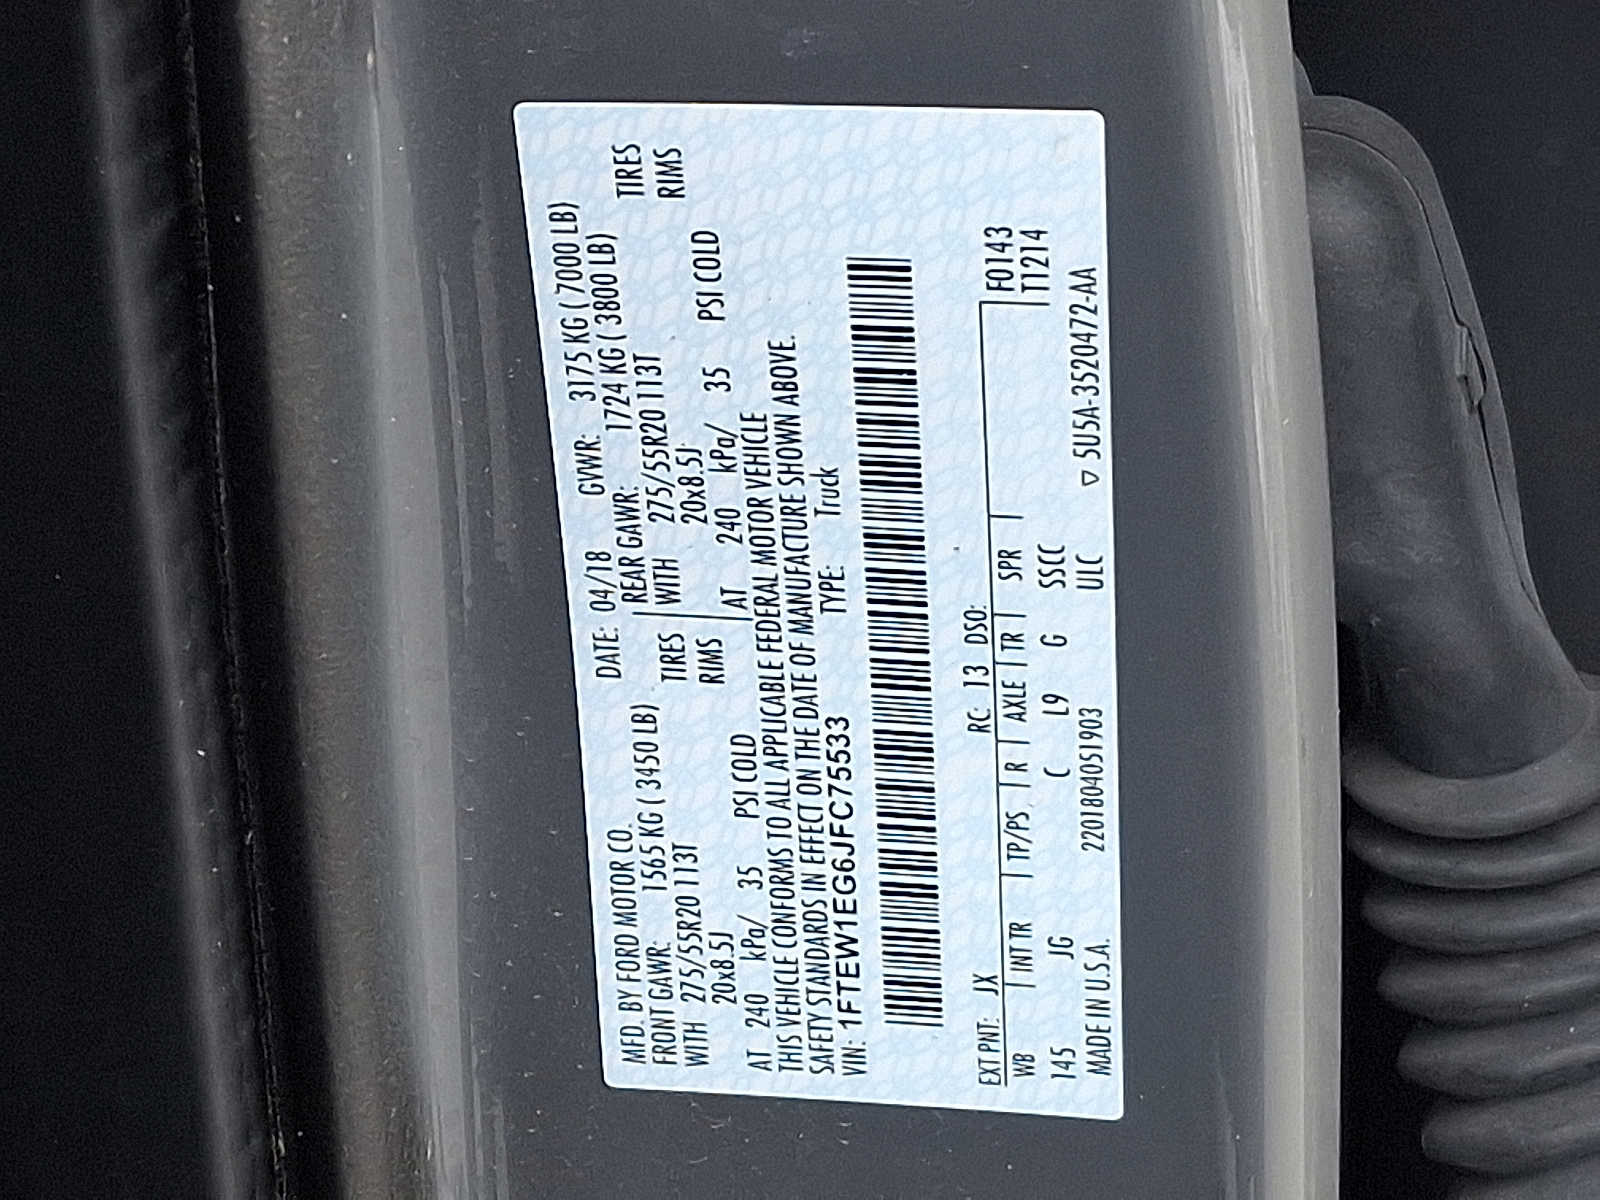 MFD. BY FORD MOTOR CO. DATE: 04/18 GVWR: 3175 KG ( 7000 LB)
FRONT GAWR: 1565 KG ( 3450 LB) REAR GAWR: 1724 KG ( 3800 LB)
WITH 275/55R20 113T TIRES WITH 275/55R20 113T TIRES
20x8.5J RIMS 20x8.5J RIMS
AT 240 kPa/ 35 PSI COLD AT 240 kPa/ 35 PSI COLD
THIS VEHICLE CONFORMS TO ALL APPLICABLE FEDERAL MOTOR VEHICLE
SAFETY STANDARDS IN EFFECT ON THE DATE OF MANUFACTURE SHOWN ABOVE.
VIN: 1FTEW1EG6JFC75533 TYPE: Truck
EXT PNT: JX RC: 13 DSO: F0143
WB | INT TR | TP/PS | R | AXLE | TR | SPR | T1214
145 JG C L9 G SSCC
MADE IN U.S.A. 2201804051903 ULC ▽ 5U5A-3520472-AA